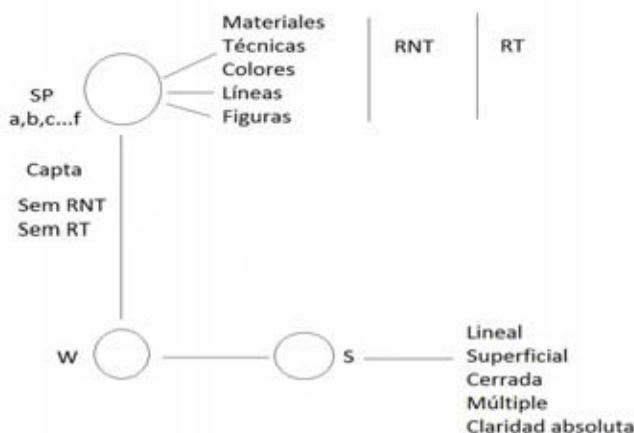 Materiales
Técnicas
Colores
Líneas
Figuras
RNT
RT
SP
a,b,c...f
Capta
Sem RNT
Sem RT
W
S
Lineal
Superficial
Cerrada
Múltiple
Claridad absoluta